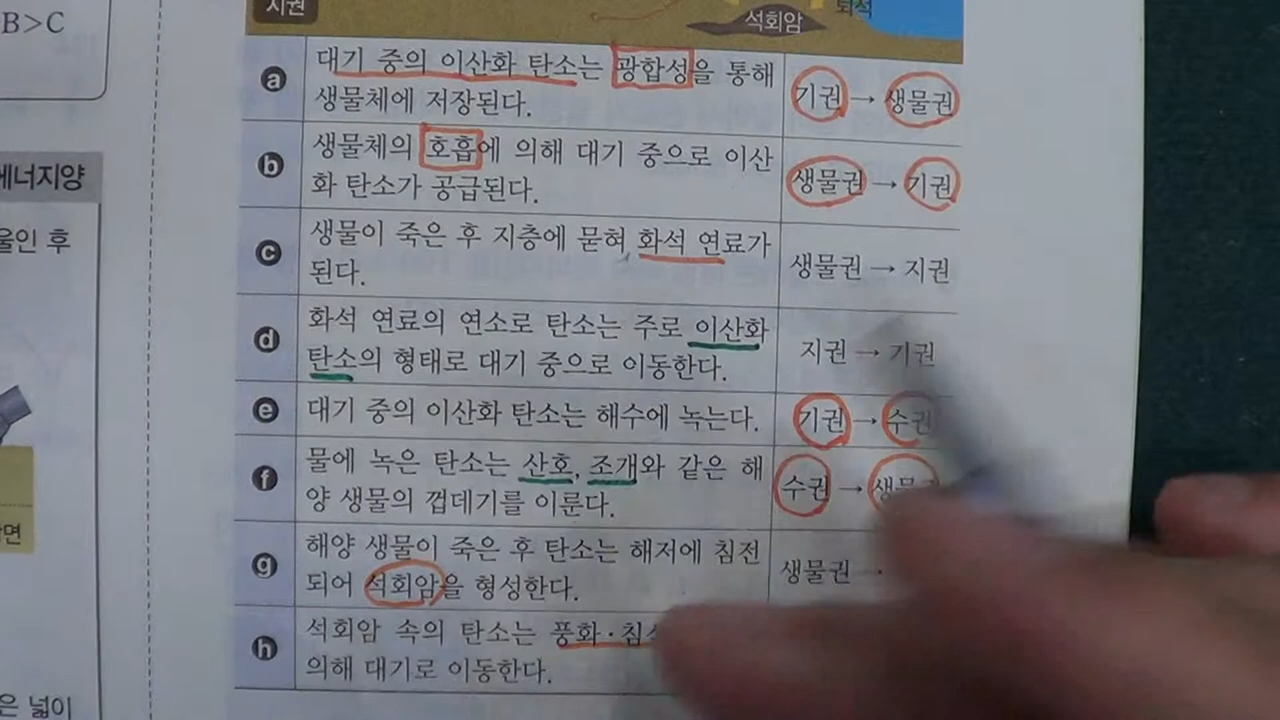 지권
석회암
퇴적
B>C
에너지양
울인 후
면
은 넓이
a 대기 중의 이산화 탄소는 광합성을 통해
생물체에 저장된다.
기권 → 생물권
b 생물체의 호흡에 의해 대기 중으로 이산
화 탄소가 공급된다.
생물권 → 기권
c 생물이 죽은 후 지층에 묻혀 화석 연료가
된다.
생물권 → 지권
d 화석 연료의 연소로 탄소는 주로 이산화
탄소의 형태로 대기 중으로 이동한다.
지권 → 기권
e 대기 중의 이산화 탄소는 해수에 녹는다.
기권 → 수권
f 물에 녹은 탄소는 산호, 조개와 같은 해
양 생물의 껍데기를 이룬다.
수권 → 생물
g 해양 생물이 죽은 후 탄소는 해저에 침전
되어 석회암을 형성한다.
생물권 →
h 석회암 속의 탄소는 풍화·침
의해 대기로 이동한다.